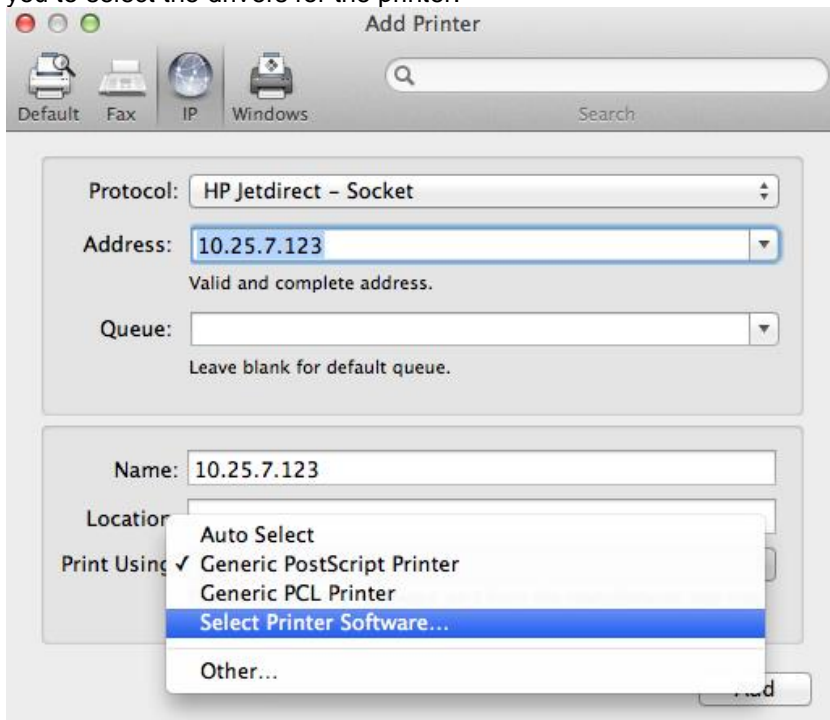 you to select the drivers for the printer.
Add Printer
Default Fax IP Windows Search
Protocol: HP Jetdirect – Socket
Address: 10.25.7.123
Valid and complete address.
Queue:
Leave blank for default queue.
Name: 10.25.7.123
Location
Auto Select
Print Using ✓ Generic PostScript Printer
Generic PCL Printer
Select Printer Software...
Other...